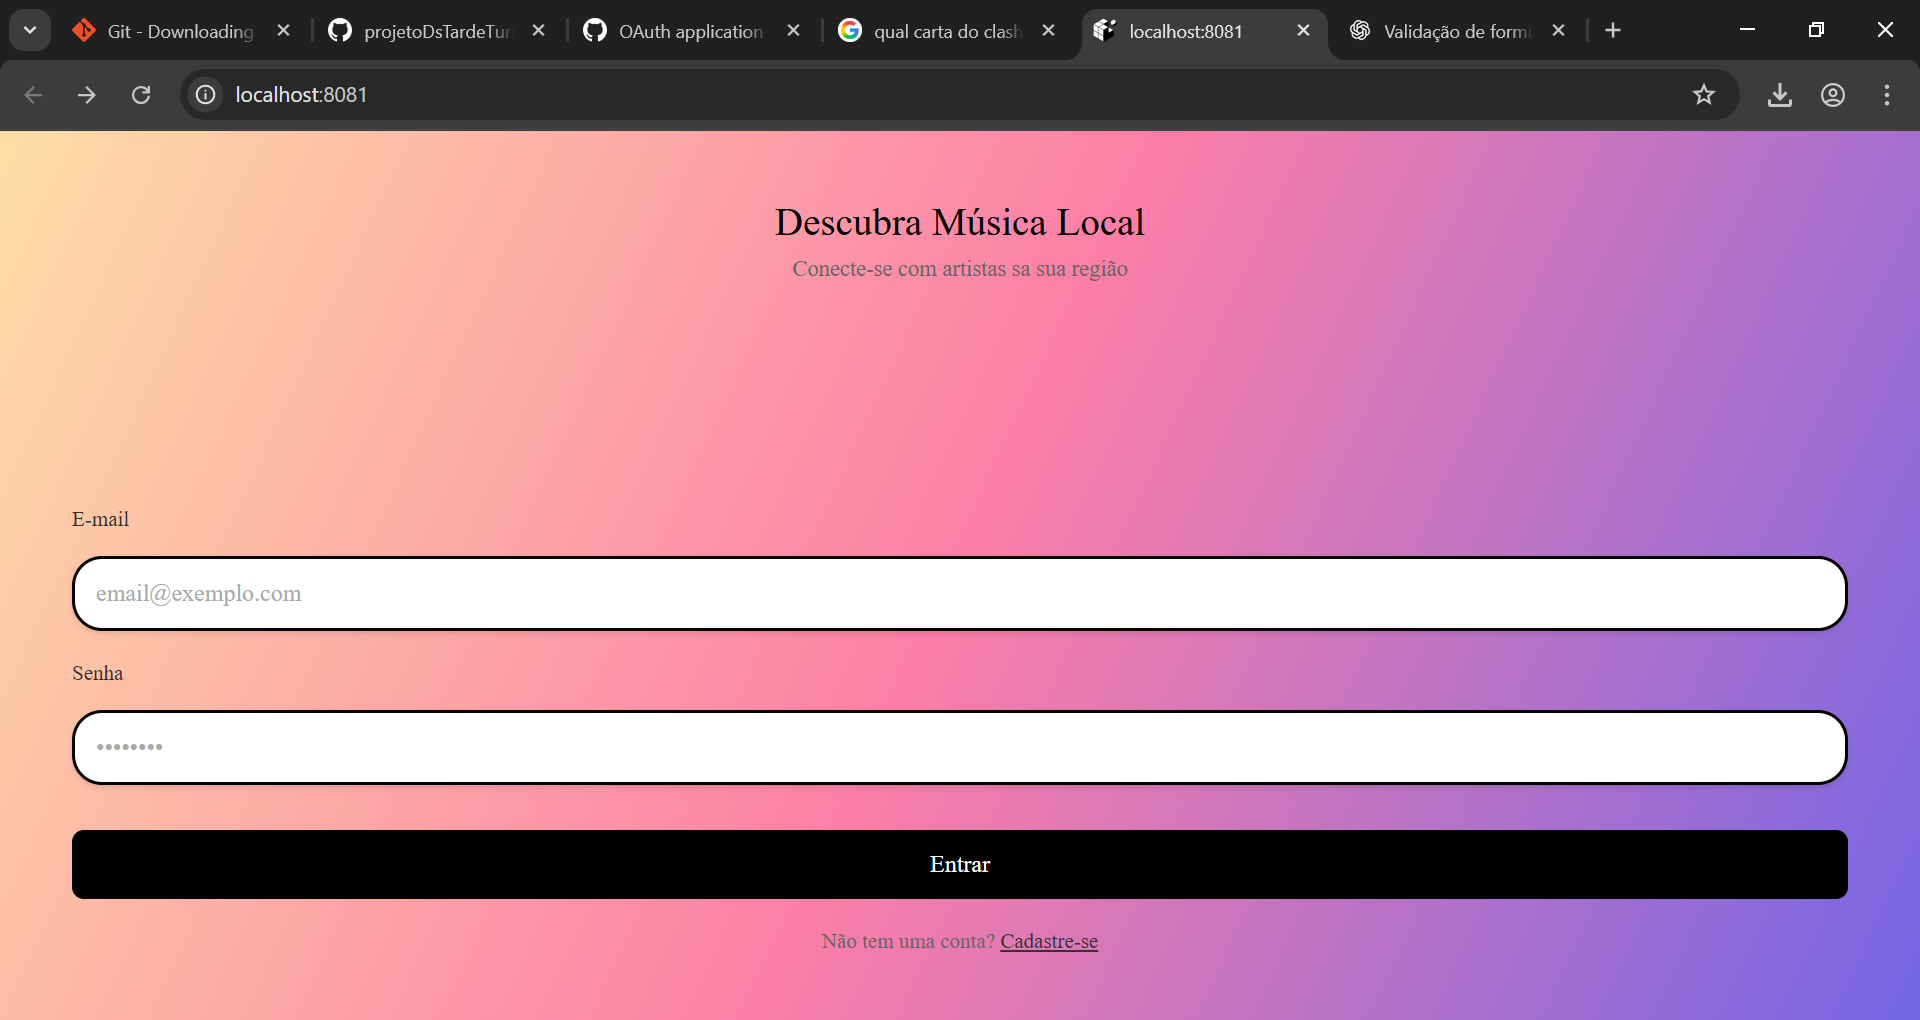 Git - Downloading
projetoDsTardeTur
OAuth application
qual carta do clash
localhost:8081
Validação de form
localhost:8081
Descubra Música Local
Conecte-se com artistas sa sua região
E-mail
email@exemplo.com
Senha
••••••••
Entrar
Não tem uma conta? Cadastre-se